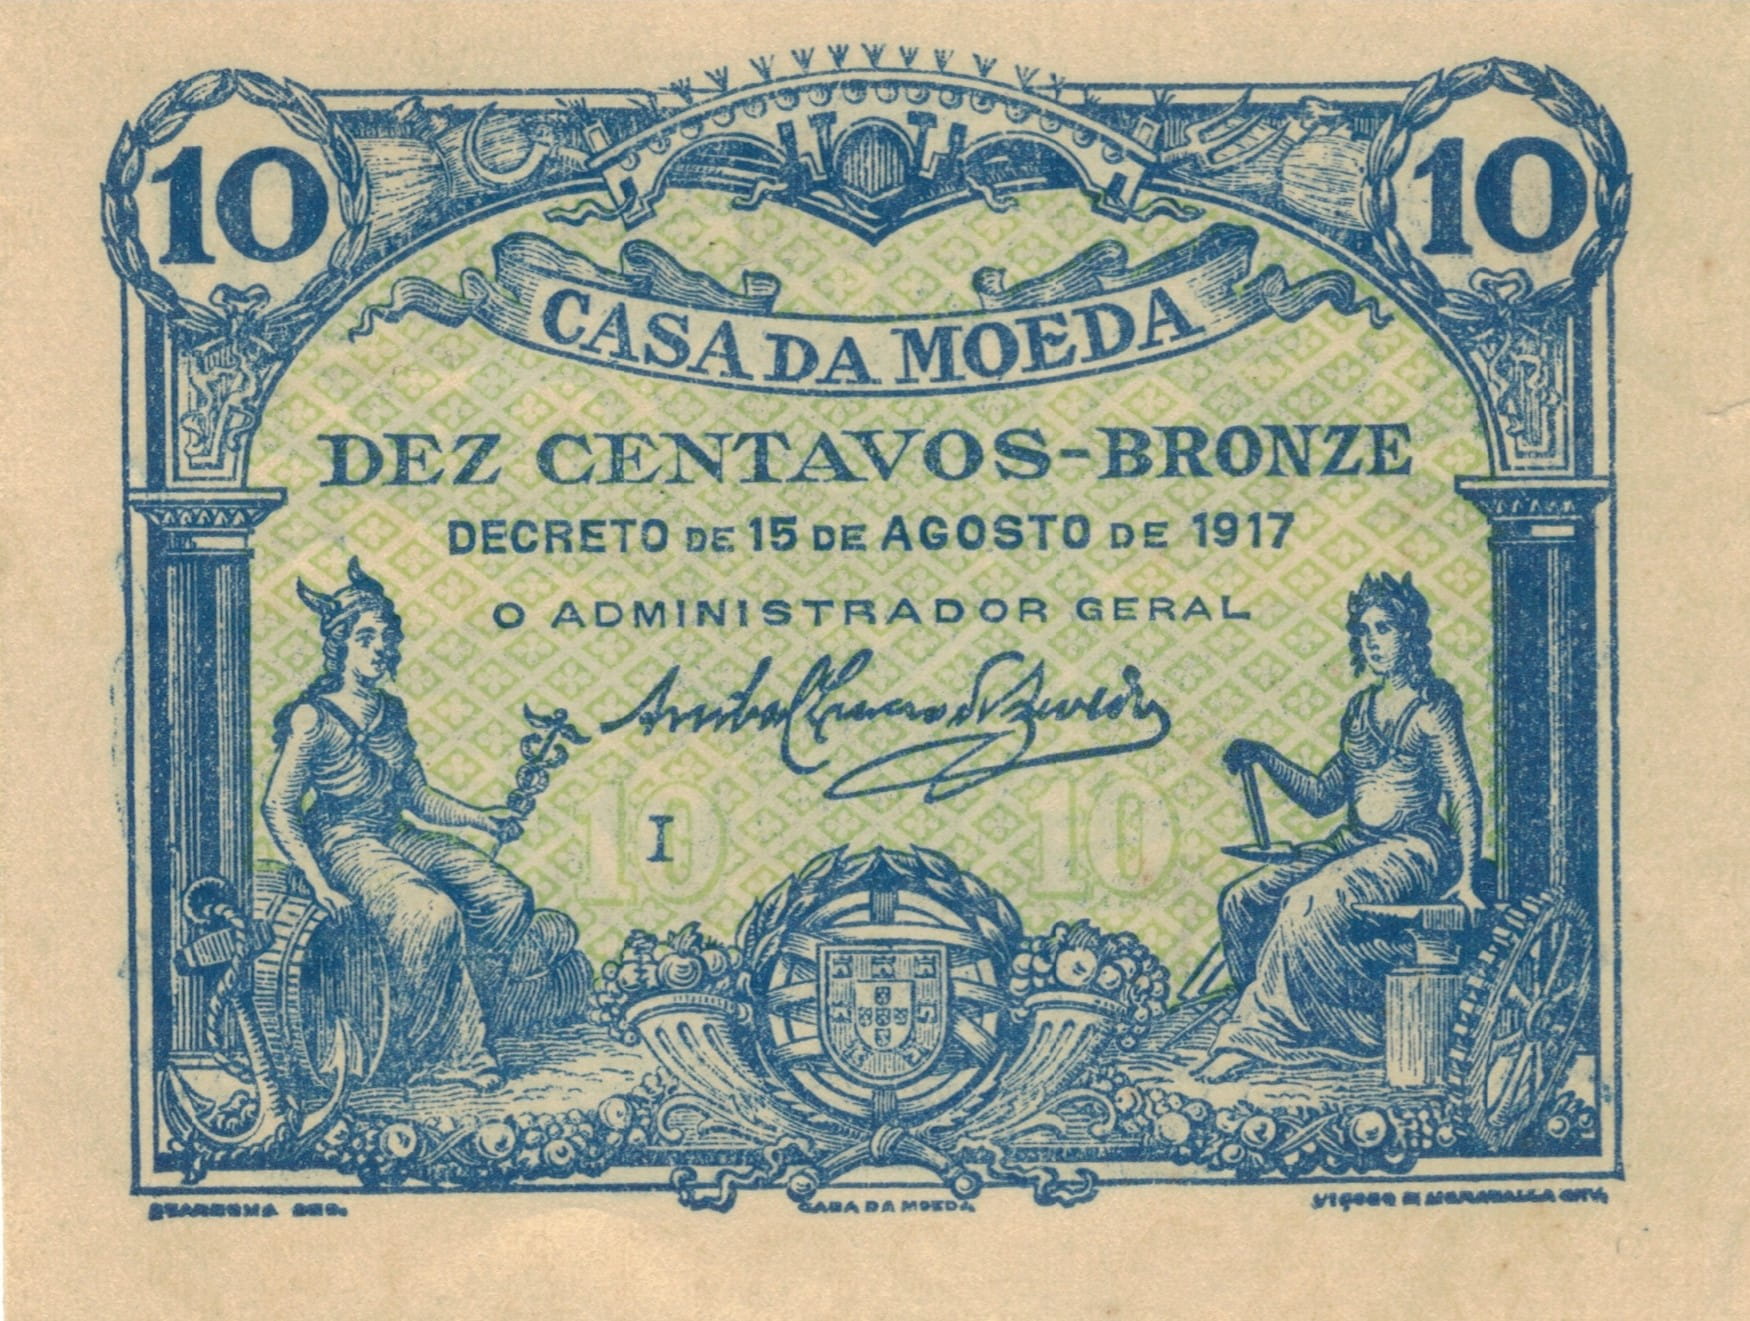 10 10
CASA DA MOEDA
DEZ CENTAVOS-BRONZE
DECRETO DE 15 DE AGOSTO DE 1917
O ADMINISTRADOR GERAL
10 I 10
CASA DA MOEDA